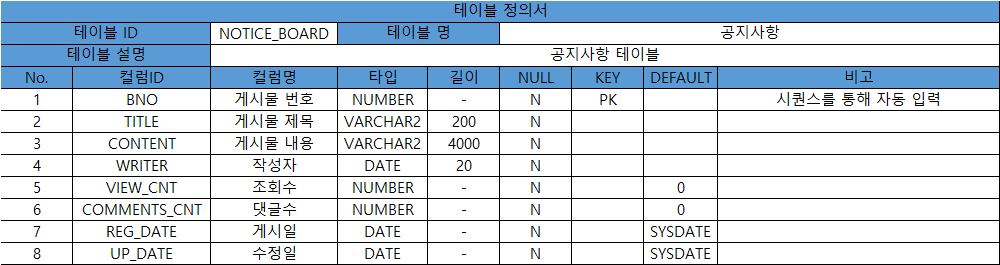 테이블 정의서
테이블 ID NOTICE_BOARD 테이블 명 공지사항
테이블 설명 공지사항 테이블
No. 컬럼ID 컬럼명 타입 길이 NULL KEY DEFAULT 비고
1 BNO 게시물 번호 NUMBER - N PK 시퀀스를 통해 자동 입력
2 TITLE 게시물 제목 VARCHAR2 200 N
3 CONTENT 게시물 내용 VARCHAR2 4000 N
4 WRITER 작성자 DATE 20 N
5 VIEW_CNT 조회수 NUMBER - N 0
6 COMMENTS_CNT 댓글수 NUMBER - N 0
7 REG_DATE 게시일 DATE - N SYSDATE
8 UP_DATE 수정일 DATE - N SYSDATE